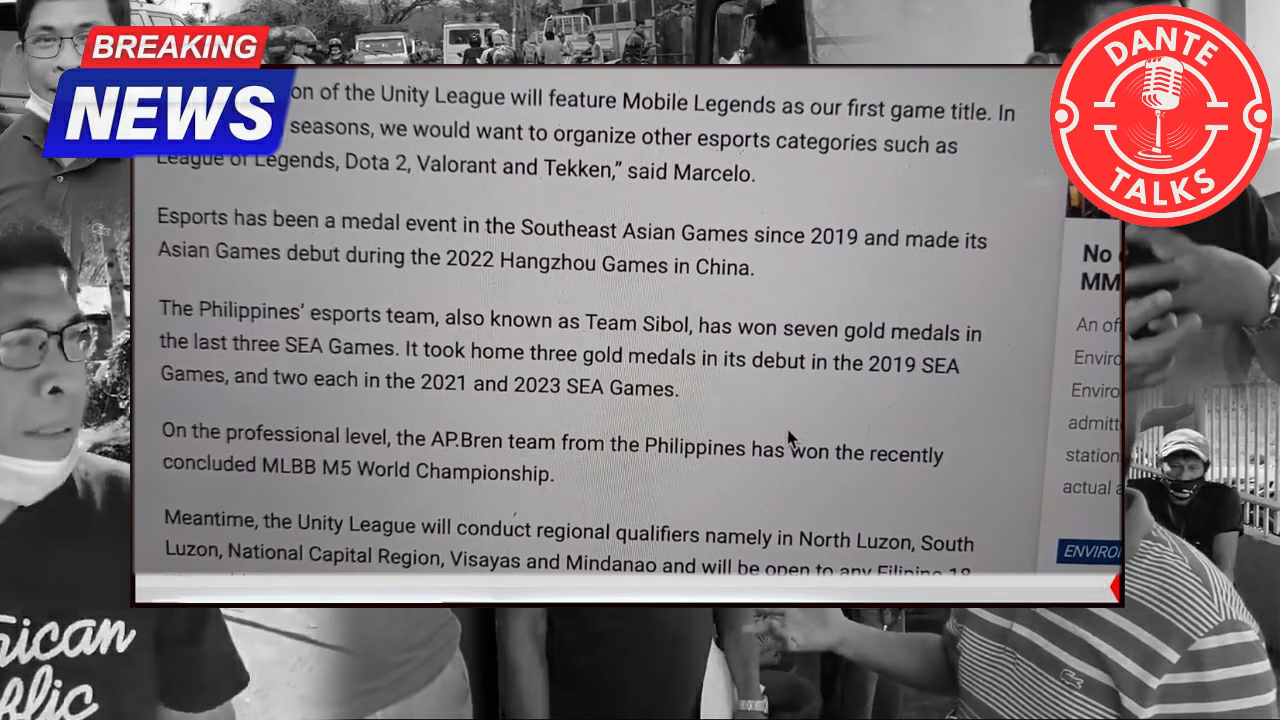 BREAKING
NEWS
DANTE
TALKS
on of the Unity League will feature Mobile Legends as our first game title. In
seasons, we would want to organize other esports categories such as
League of Legends, Dota 2, Valorant and Tekken,” said Marcelo.
Esports has been a medal event in the Southeast Asian Games since 2019 and made its
Asian Games debut during the 2022 Hangzhou Games in China.
The Philippines’ esports team, also known as Team Sibol, has won seven gold medals in
the last three SEA Games. It took home three gold medals in its debut in the 2019 SEA
Games, and two each in the 2021 and 2023 SEA Games.
On the professional level, the AP.Bren team from the Philippines has won the recently
concluded MLBB M5 World Championship.
Meantime, the Unity League will conduct regional qualifiers namely in North Luzon, South
Luzon, National Capital Region, Visayas and Mindanao and will be open to any Filipino 18
No
MM
An of
Enviro
Enviro
admitt
station
actual a
ENVIRO
rican
blic